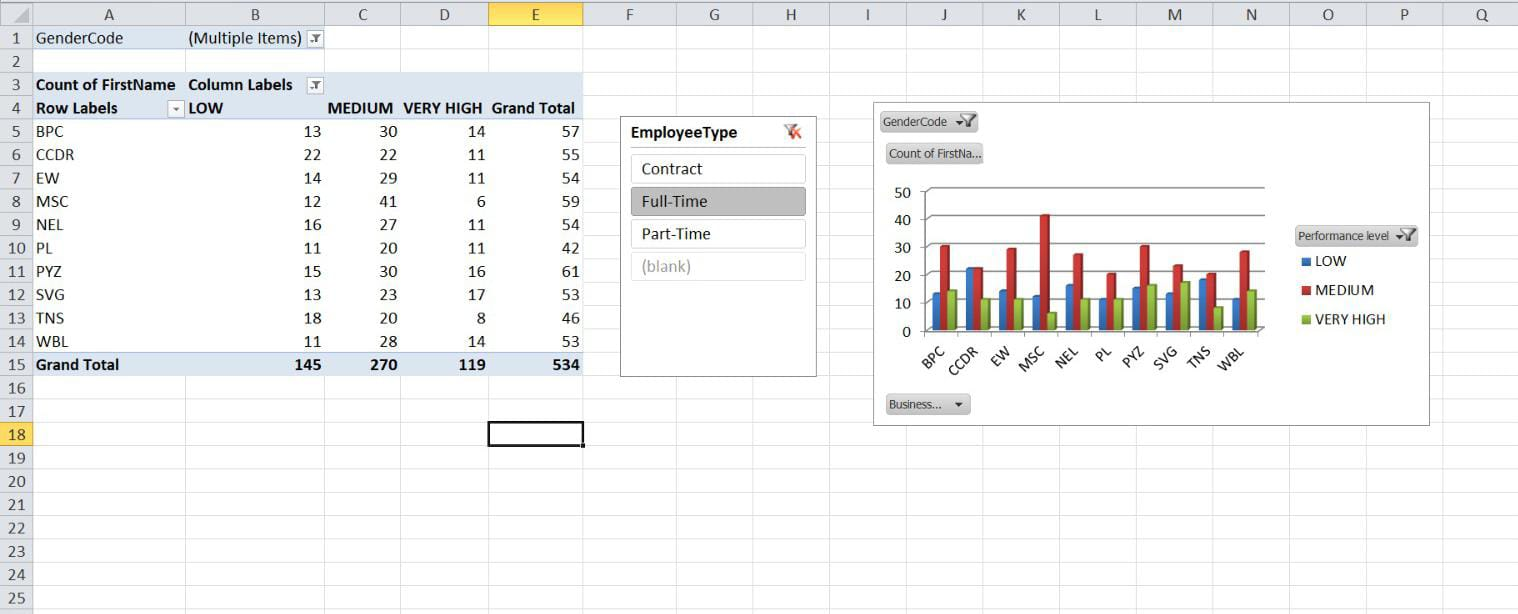 A B C D E F G H I J K L M N O P Q
1 GenderCode (Multiple Items)
2
3 Count of FirstName Column Labels
4 Row Labels LOW MEDIUM VERY HIGH Grand Total
5 BPC 13 30 14 57
6 CCDR 22 22 11 55
7 EW 14 29 11 54
8 MSC 12 41 6 59
9 NEL 16 27 11 54
10 PL 11 20 11 42
11 PYZ 15 30 16 61
12 SVG 13 23 17 53
13 TNS 18 20 8 46
14 WBL 11 28 14 53
15 Grand Total 145 270 119 534
16
17
18
19
20
21
22
23
24
25
EmployeeType
Contract
Full-Time
Part-Time
(blank)
GenderCode
Count of FirstNa...
50
40
30
20
10
0
BPC CCDR EW MSC NEL PL PYZ SVG TNS WBL
Performance level
LOW
MEDIUM
VERY HIGH
Business...